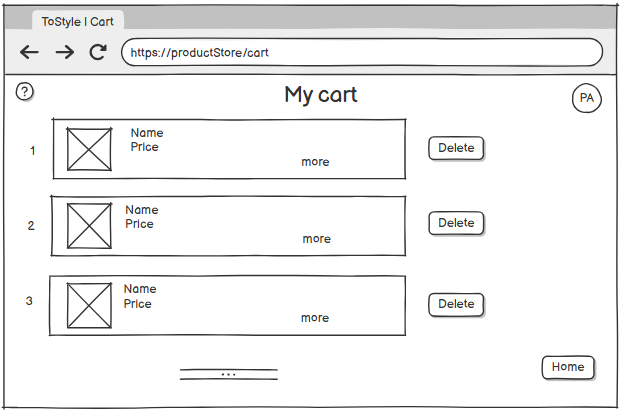 ToStyle | Cart
https://productStore/cart
?
My cart
PA
1
Name
Price
more
Delete
2
Name
Price
more
Delete
3
Name
Price
more
Delete
...
Home